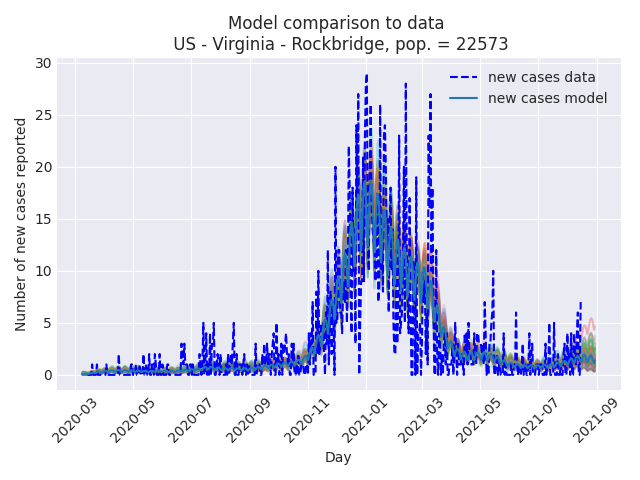 Model comparison to data
US - Virginia - Rockbridge, pop. = 22573
new cases data
new cases model
Number of new cases reported
30
25
20
15
10
5
0
2020-03
2020-05
2020-07
2020-09
2020-11
2021-01
2021-03
2021-05
2021-07
2021-09
Day